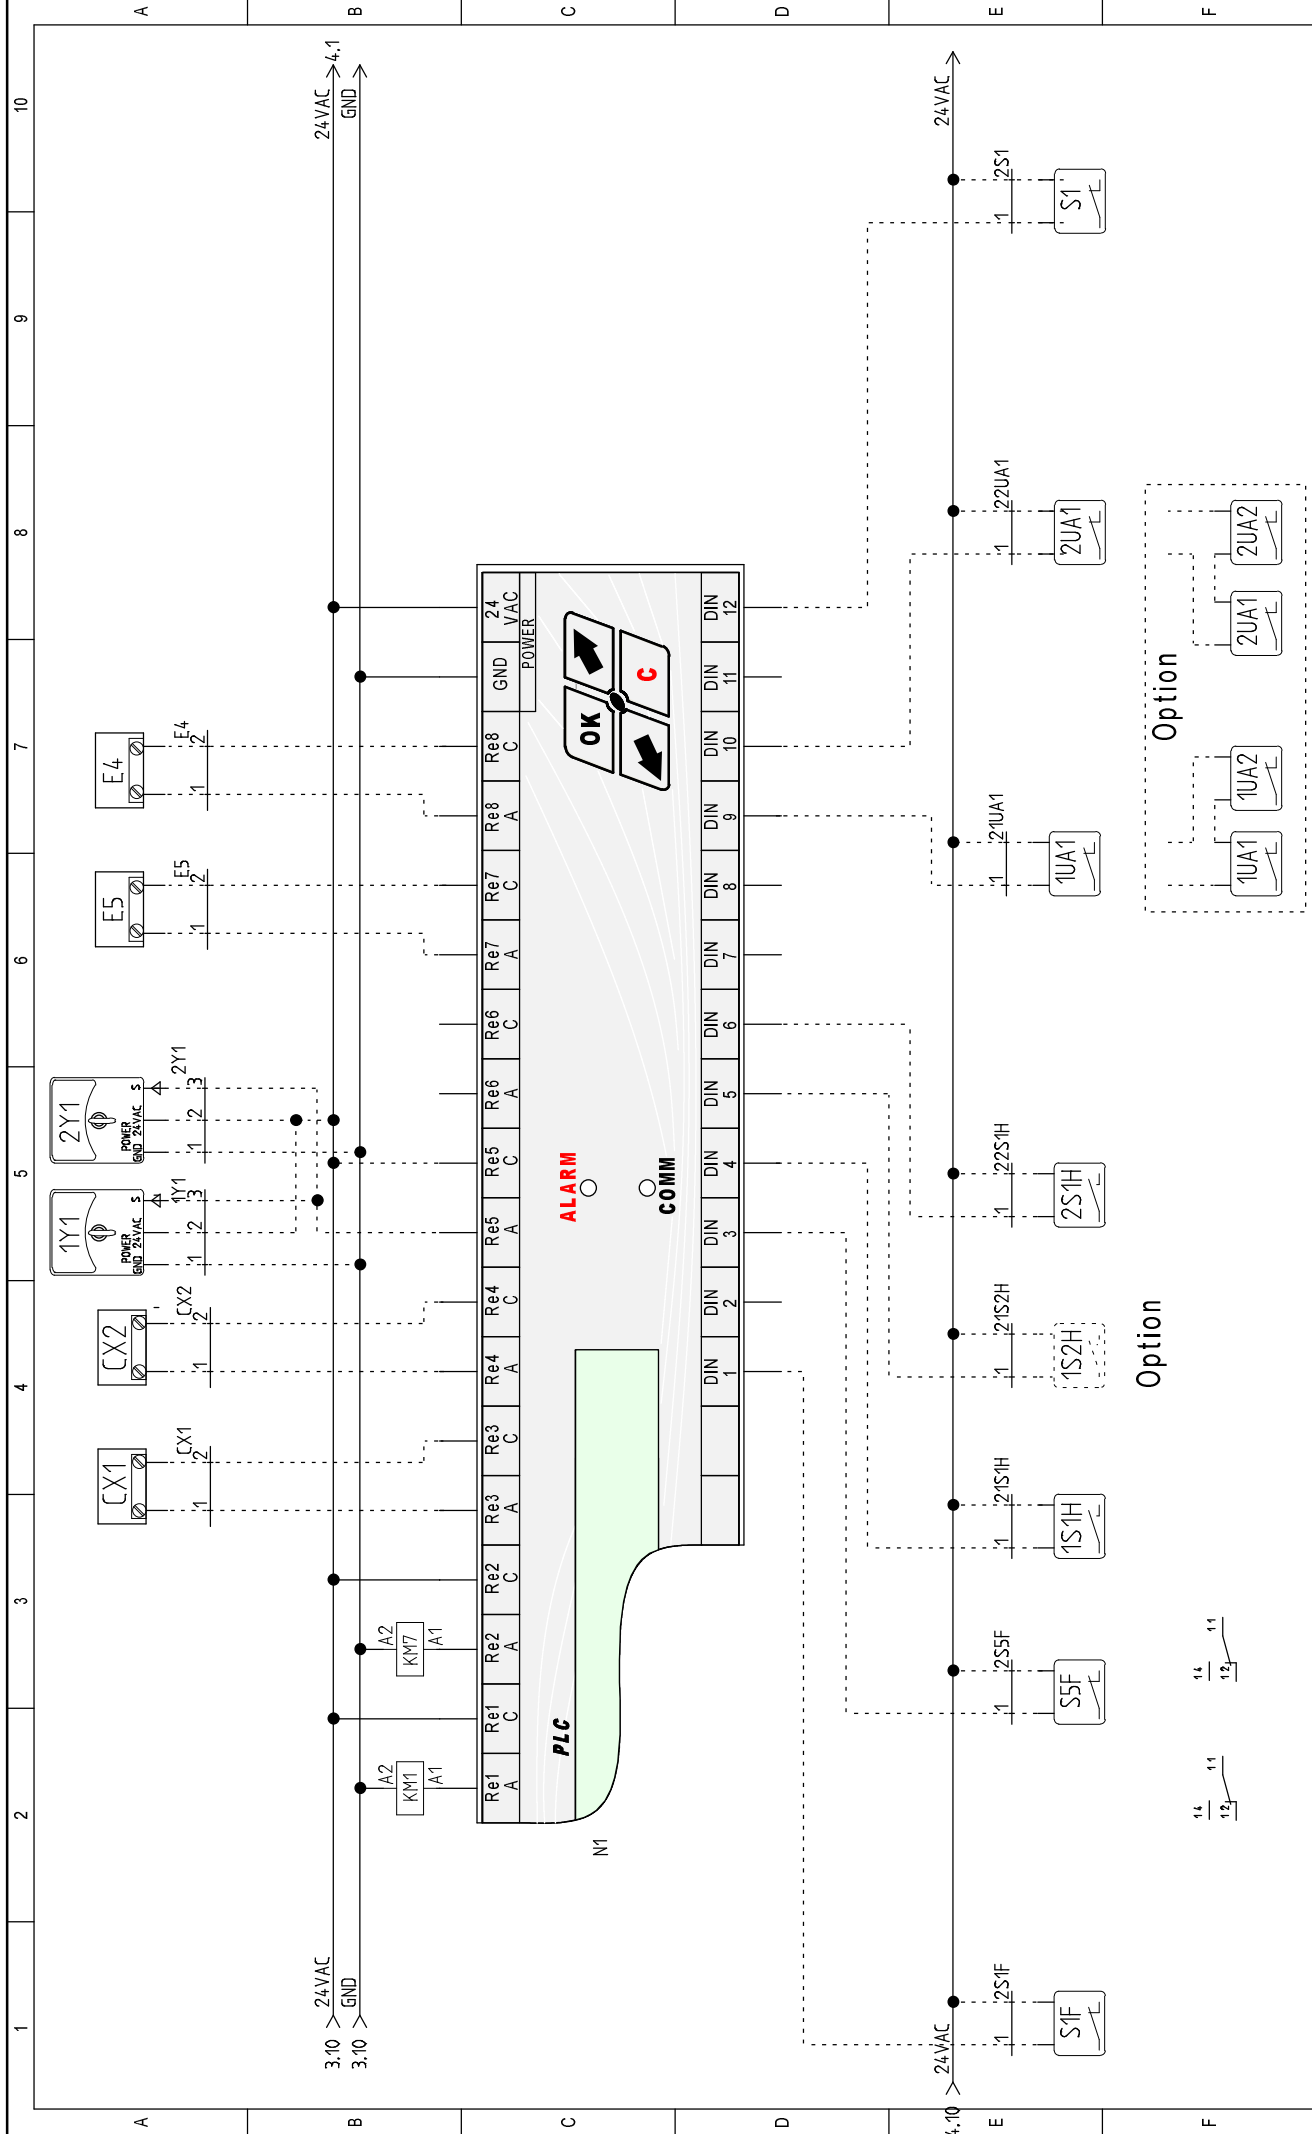 1 2 3 4 5 6 7 8 9 10
A
B
C
D
E
F
1Y1
POWER
GND 24VAC S
2Y1
POWER
GND 24VAC S
CX1
CX2
E5
E4
1 2 CX1
1 2 CX2
1 2 3 1Y1
1 2 3 2Y1
1 2 E5
1 2 E4
3.10 24VAC
24VAC 4.1
3.10 GND
GND
A2
KM1
A1
A2
KM7
A1
Re1 A
Re1 C
Re2 A
Re2 C
Re3 A
Re3 C
Re4 A
Re4 C
Re5 A
Re5 C
Re6 A
Re6 C
Re7 A
Re7 C
Re8 A
Re8 C
GND
24 VAC
POWER
PLC
N1
ALARM
COMM
OK
C
DIN 1
DIN 2
DIN 3
DIN 4
DIN 5
DIN 6
DIN 7
DIN 8
DIN 9
DIN 10
DIN 11
DIN 12
4.10 24VAC
24VAC
1 2S1F
1 2S5F
1 21S1H
1 21S2H
1 22S1H
1 21UA1
1 22UA1
1 2S1
S1F
S5F
1S1H
1S2H
2S1H
1UA1
2UA1
S1
Option
Option
1UA1 1UA2 2UA1 2UA2
14
12 11
14
12 11
A
B
C
D
E
F